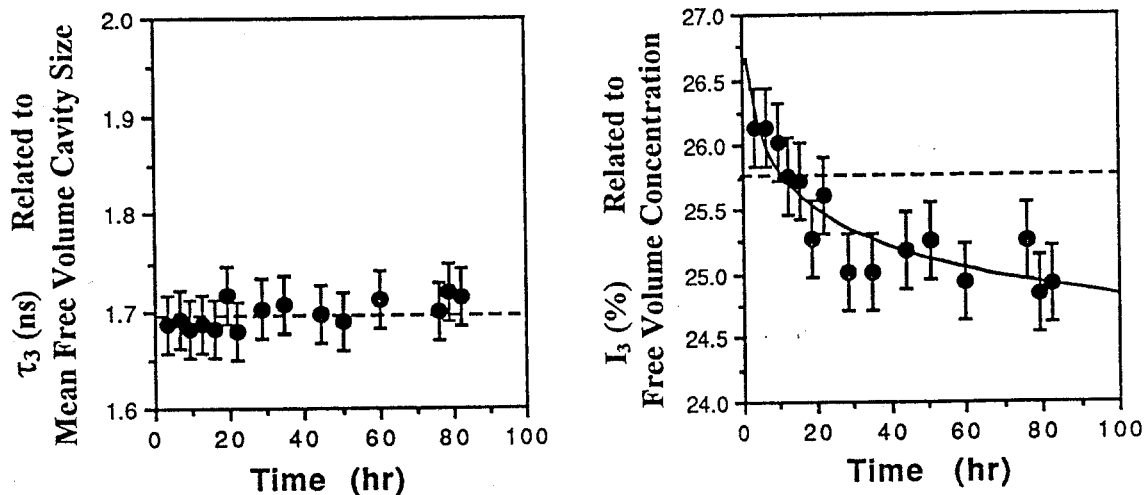 τ3 (ns) Related to
Mean Free Volume Cavity Size
2.0
1.9
1.8
1.7
1.6
0 20 40 60 80 100
Time (hr)
I3 (%) Related to
Free Volume Concentration
27.0
26.5
26.0
25.5
25.0
24.5
24.0
0 20 40 60 80 100
Time (hr)